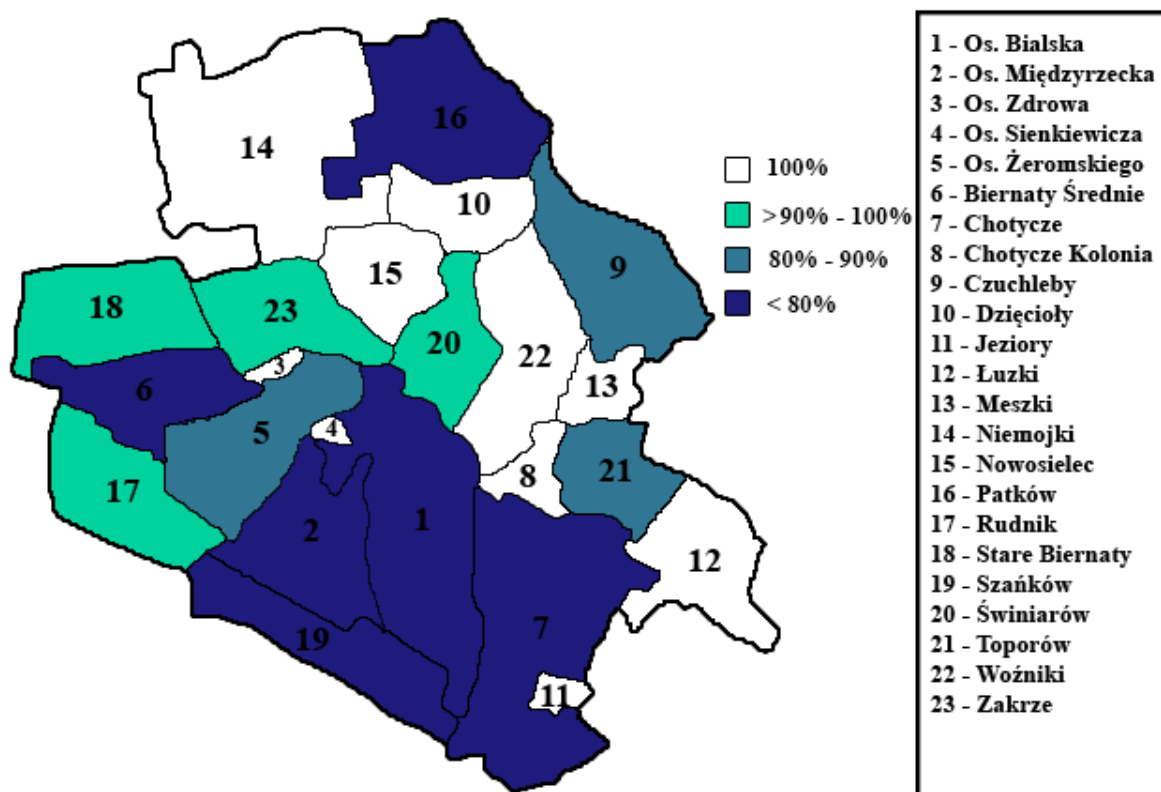 16
14
10
15
9
18
23
20
22
3
13
6
5
4
8
21
17
2
1
12
19
7
11
100%
>90% - 100%
80% - 90%
< 80%
1 - Os. Bialska
2 - Os. Międzyrzecka
3 - Os. Zdrowa
4 - Os. Sienkiewicza
5 - Os. Żeromskiego
6 - Biernaty Średnie
7 - Chotycze
8 - Chotycze Kolonia
9 - Czuchleby
10 - Dzięcioły
11 - Jeziory
12 - Łuzki
13 - Meszki
14 - Niemojki
15 - Nowosielec
16 - Patków
17 - Rudnik
18 - Stare Biernaty
19 - Szańków
20 - Świniarów
21 - Toporów
22 - Woźniki
23 - Zakrze